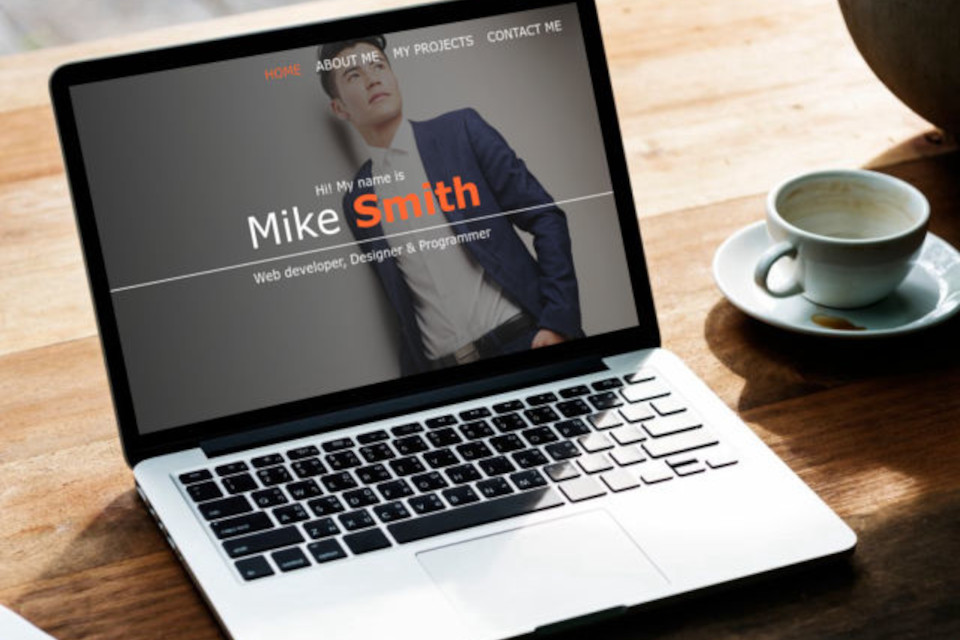 HOME ABOUT ME MY PROJECTS CONTACT ME
Hi! My name is
Mike Smith
Web developer, Designer & Programmer